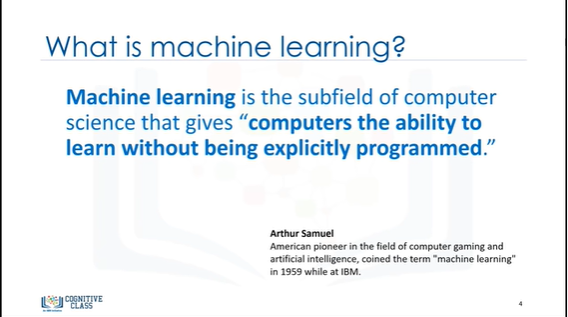 What is machine learning?
Machine learning is the subfield of computer
science that gives “computers the ability to
learn without being explicitly programmed.”
Arthur Samuel
American pioneer in the field of computer gaming and
artificial intelligence, coined the term "machine learning"
in 1959 while at IBM.
COGNITIVE
CLASS
4